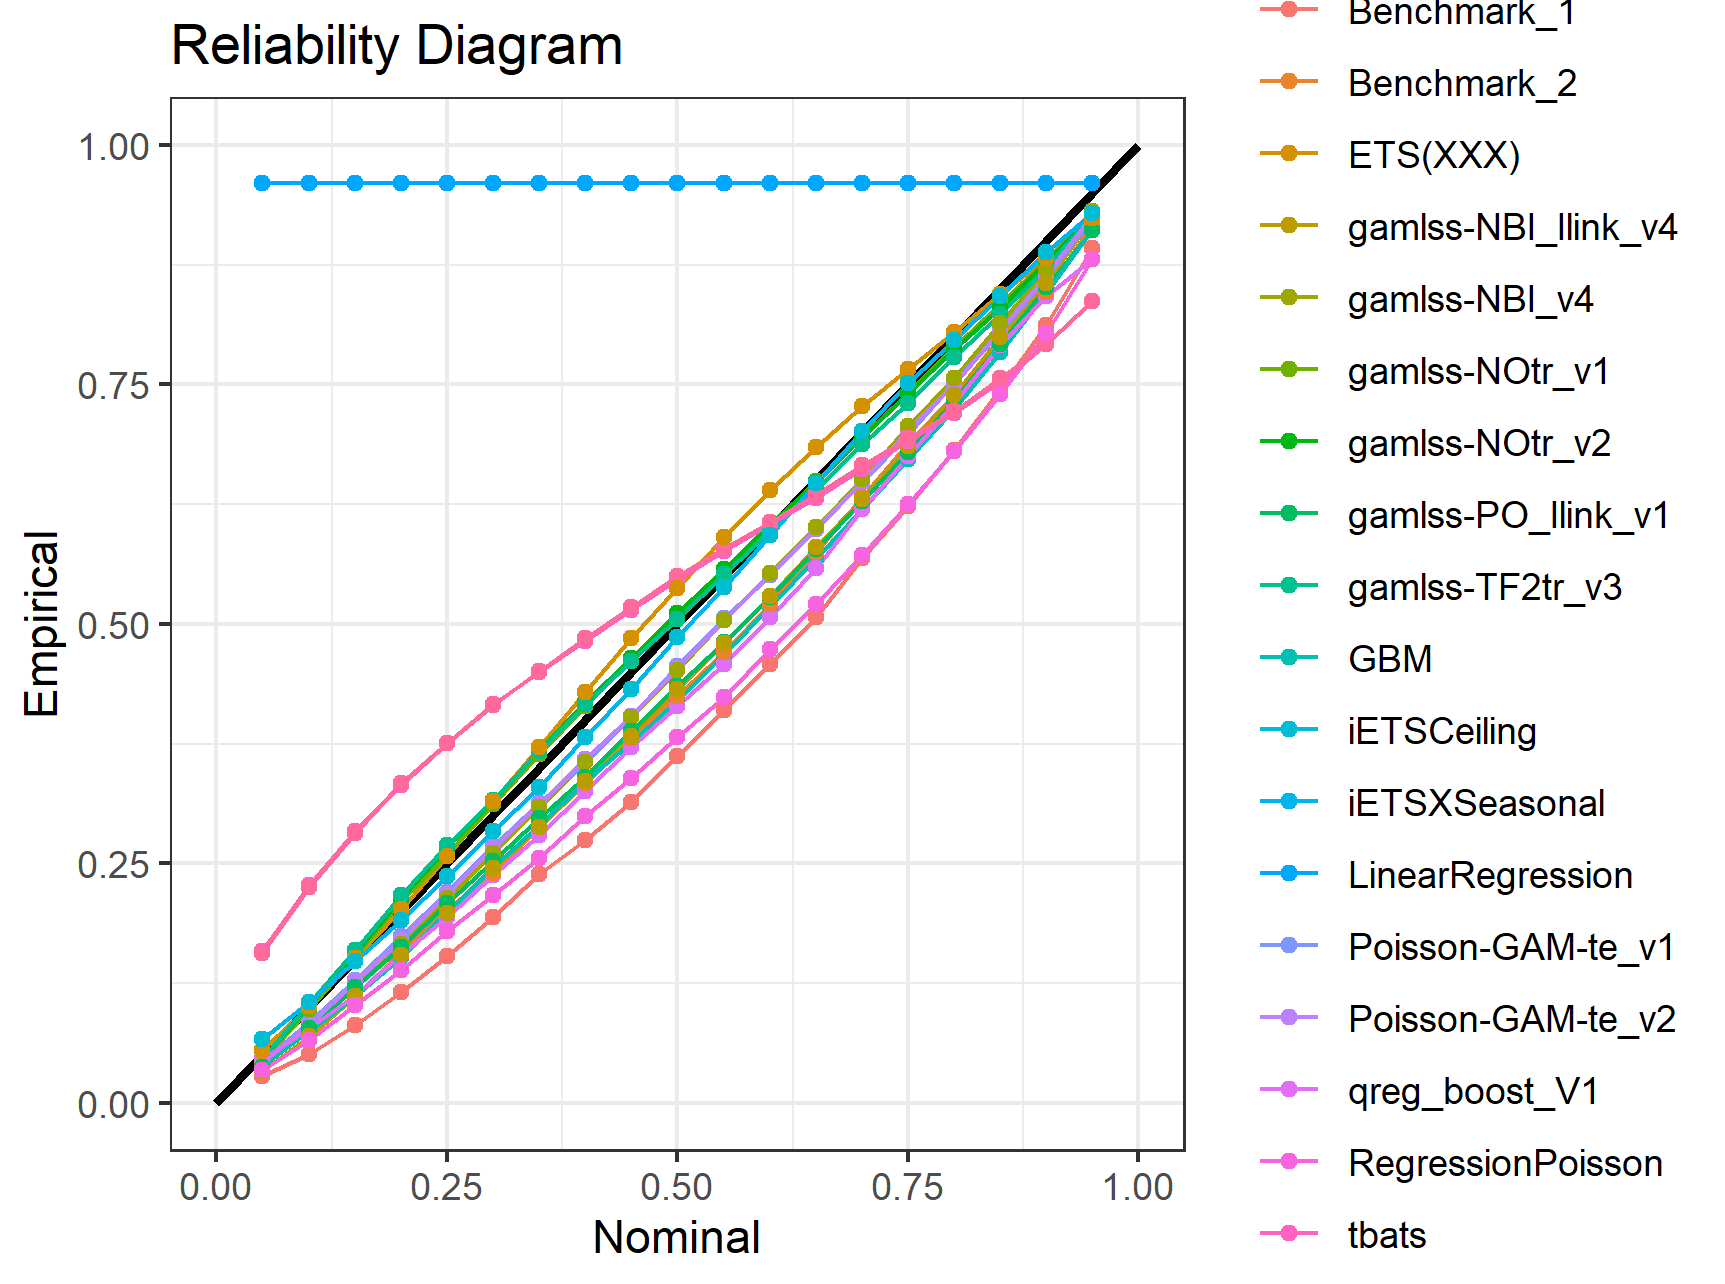 Reliability Diagram
Benchmark_1
Benchmark_2
ETS(XXX)
gamlss-NBI_llink_v4
gamlss-NBI_v4
gamlss-NOtr_v1
gamlss-NOtr_v2
gamlss-PO_llink_v1
gamlss-TF2tr_v3
GBM
iETSCeiling
iETSXSeasonal
LinearRegression
Poisson-GAM-te_v1
Poisson-GAM-te_v2
qreg_boost_V1
RegressionPoisson
tbats
Empirical
1.00
0.75
0.50
0.25
0.00
0.00 0.25 0.50 0.75 1.00
Nominal